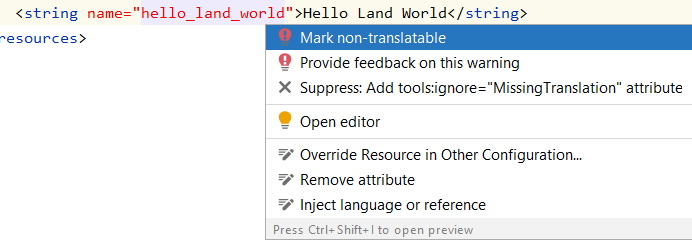 <string name="hello_land_world">Hello Land World</string>
resources>
Mark non-translatable
Provide feedback on this warning
Suppress: Add tools:ignore="MissingTranslation" attribute
Open editor
Override Resource in Other Configuration...
Remove attribute
Inject language or reference
Press Ctrl+Shift+I to open preview